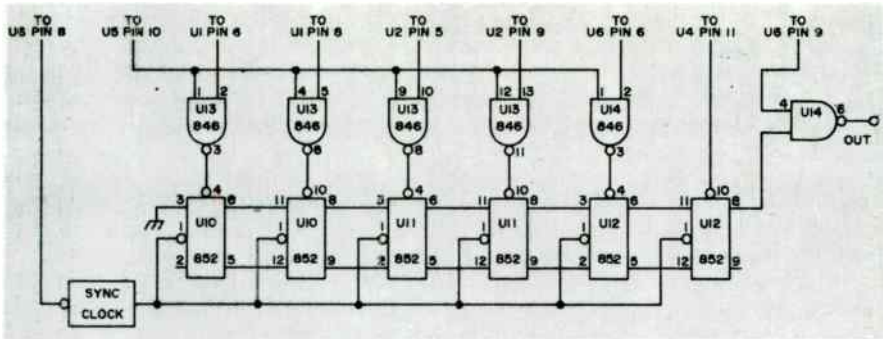 TO TO TO TO TO TO TO TO TO
U5 PIN 8 U5 PIN 10 U1 PIN 6 U1 PIN 8 U2 PIN 5 U2 PIN 9 U6 PIN 6 U4 PIN 11 U6 PIN 9
1 2 4 5 9 10 12 13 1 2 4
U13 U13 U13 U13 U14 U14 6
846 846 846 846 846
OUT
3 6 8 11 3
4 10 4 10 4 10
3 6 11 8 3 6 11 8 3 6 11 8
U10 U10 U11 U11 U12 U12
1 1 1 1 1 1
852 852 852 852 852 852
2 5 12 9 2 5 12 9 2 5 12 9
SYNC
CLOCK